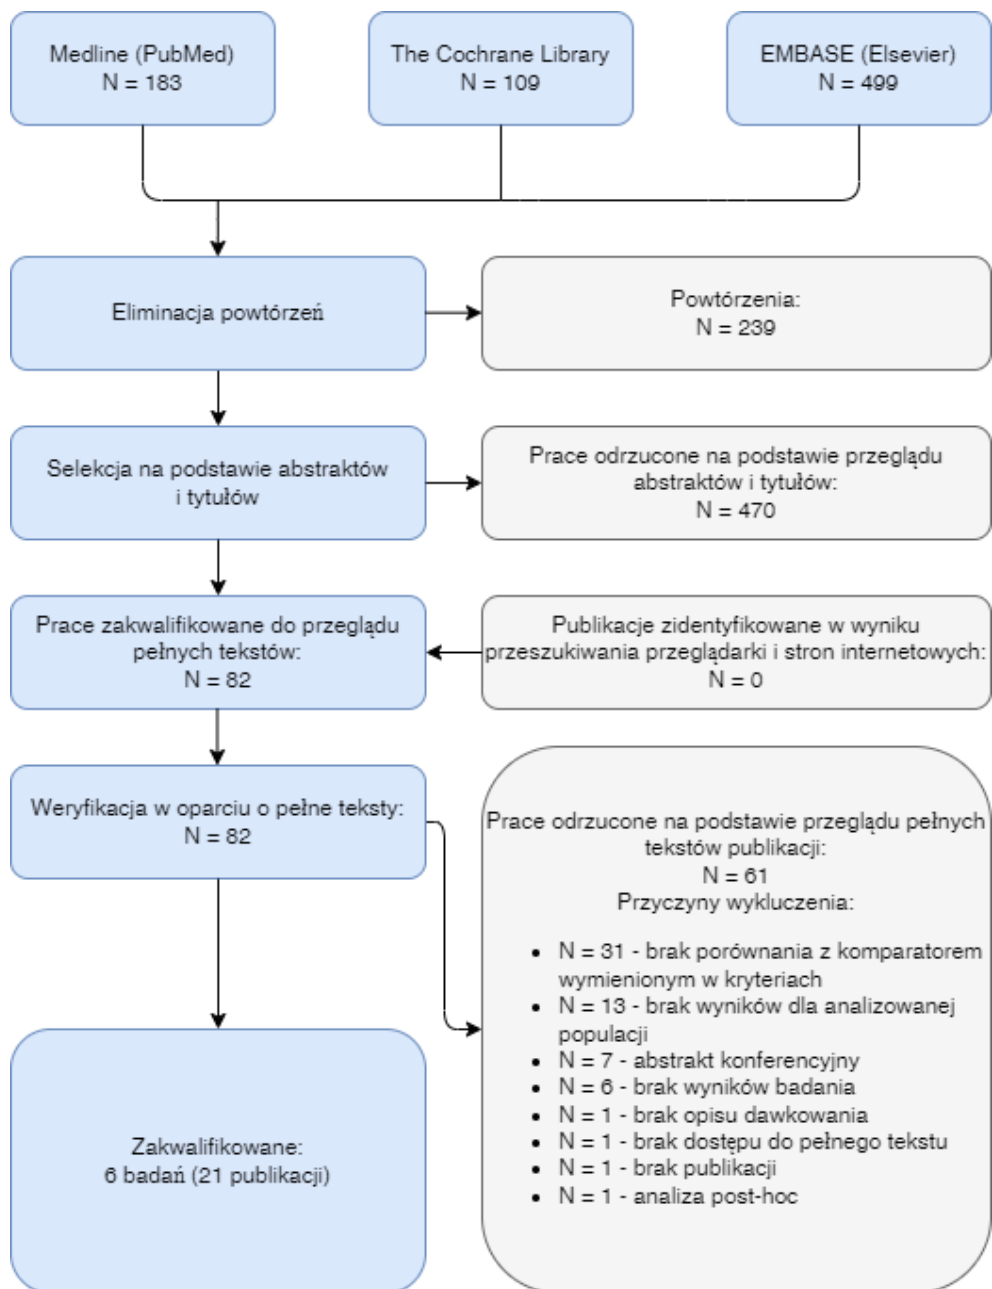 Medline (PubMed)
N = 183
The Cochrane Library
N = 109
EMBASE (Elsevier)
N = 499
Eliminacja powtórzeń
Powtórzenia:
N = 239
Selekcja na podstawie abstraktów
i tytułów
Prace odrzucone na podstawie przeglądu
abstraktów i tytułów:
N = 470
Prace zakwalifikowane do przeglądu
pełnych tekstów:
N = 82
Publikacje zidentyfikowane w wyniku
przeszukiwania przeglądarki i stron internetowych:
N = 0
Weryfikacja w oparciu o pełne teksty:
N = 82
Prace odrzucone na podstawie przeglądu pełnych
tekstów publikacji:
N = 61
Przyczyny wykluczenia:
• N = 31 - brak porównania z komparatorem
wymienionym w kryteriach
• N = 13 - brak wyników dla analizowanej
populacji
• N = 7 - abstrakt konferencyjny
• N = 6 - brak wyników badania
• N = 1 - brak opisu dawkowania
• N = 1 - brak dostępu do pełnego tekstu
• N = 1 - brak publikacji
• N = 1 - analiza post-hoc
Zakwalifikowane:
6 badań (21 publikacji)